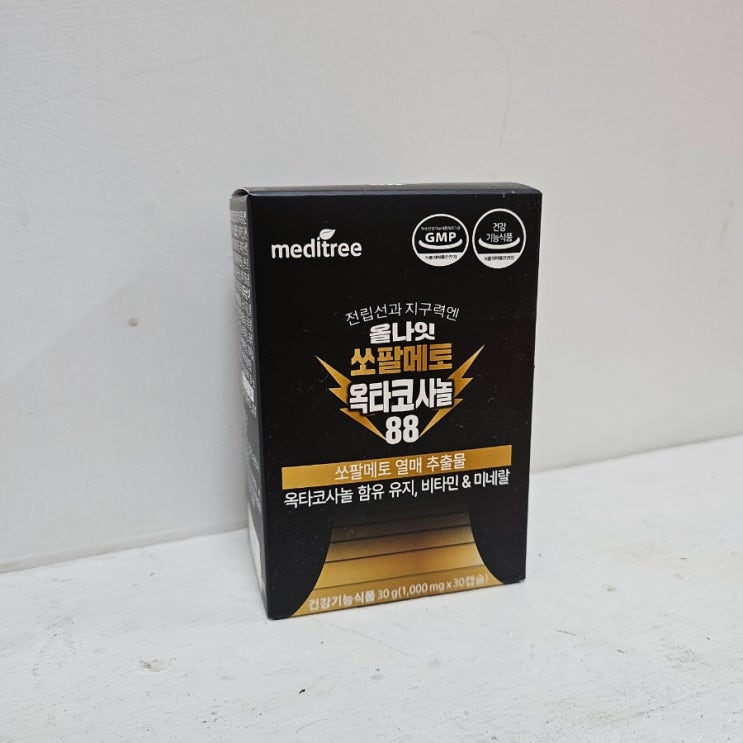 meditree
GMP
건강
기능식품
전립선과 지구력엔
올나잇
쏘팔메토
옥타코사놀
88
쏘팔메토 열매 추출물
옥타코사놀 함유 유지, 비타민 & 미네랄
건강기능식품 30 g(1,000 mg x 30캡슐)